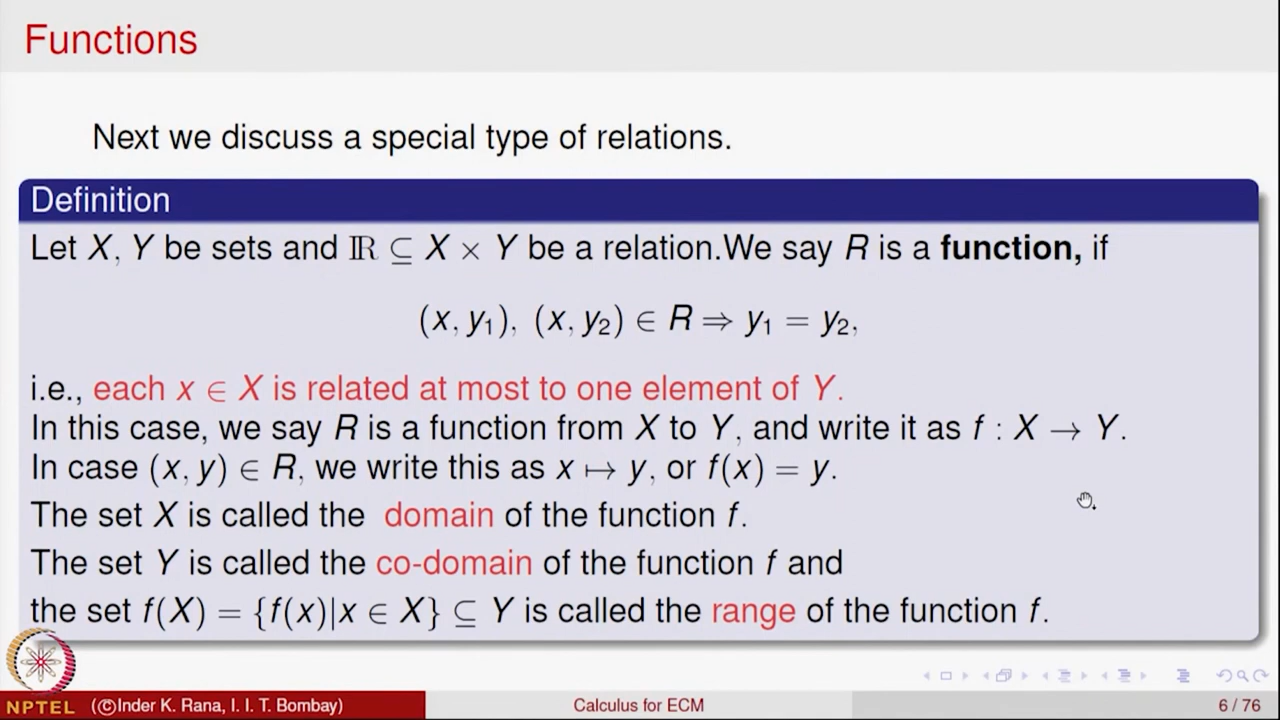 Functions
Next we discuss a special type of relations.
Definition
Let X, Y be sets and ℝ ⊆ X × Y be a relation.We say R is a function, if
(x, y₁), (x, y₂) ∈ R ⇒ y₁ = y₂,
i.e., each x ∈ X is related at most to one element of Y.
In this case, we say R is a function from X to Y, and write it as f : X → Y.
In case (x, y) ∈ R, we write this as x ↦ y, or f(x) = y.
The set X is called the domain of the function f.
The set Y is called the co-domain of the function f and
the set f(X) = {f(x)|x ∈ X} ⊆ Y is called the range of the function f.
NPTEL (©Inder K. Rana, I. I. T. Bombay) Calculus for ECM 6 / 76